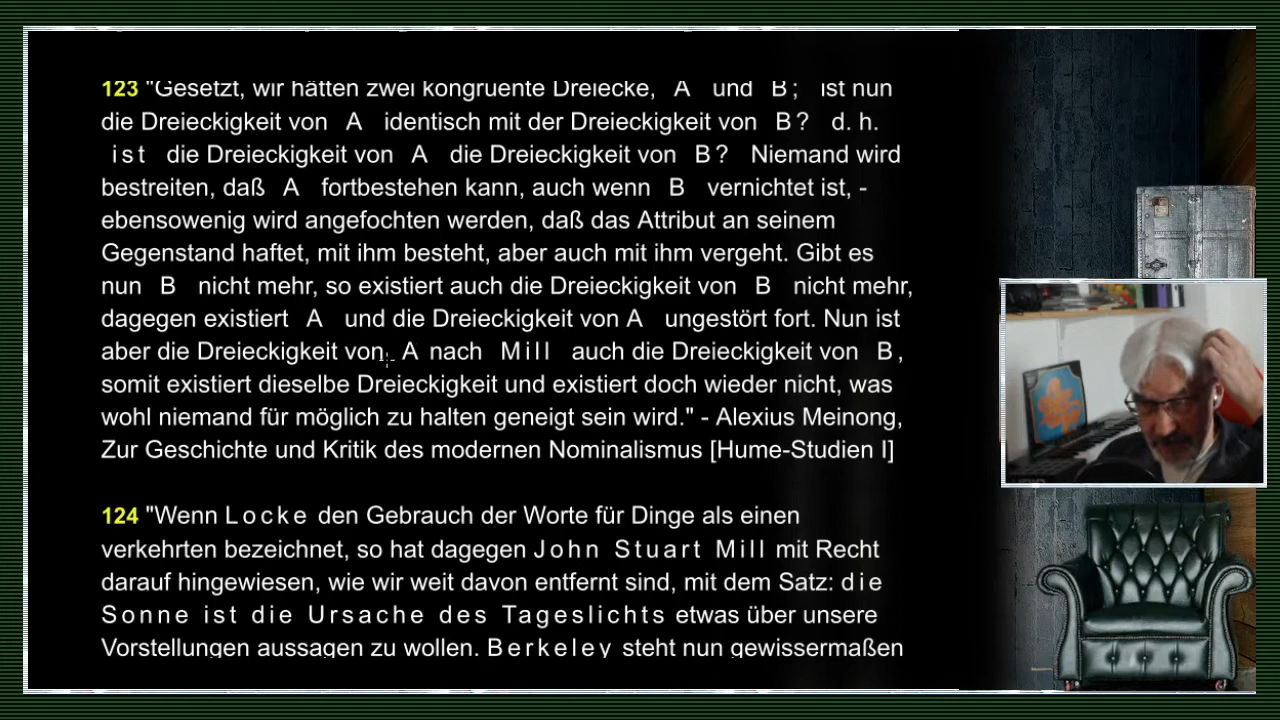 123 "Gesetzt, wir hätten zwei kongruente Dreiecke, A und B; ist nun
die Dreieckigkeit von A identisch mit der Dreieckigkeit von B? d. h.
ist die Dreieckigkeit von A die Dreieckigkeit von B? Niemand wird
bestreiten, daß A fortbestehen kann, auch wenn B vernichtet ist, -
ebensowenig wird angefochten werden, daß das Attribut an seinem
Gegenstand haftet, mit ihm besteht, aber auch mit ihm vergeht. Gibt es
nun B nicht mehr, so existiert auch die Dreieckigkeit von B nicht mehr,
dagegen existiert A und die Dreieckigkeit von A ungestört fort. Nun ist
aber die Dreieckigkeit von A nach Mill auch die Dreieckigkeit von B,
somit existiert dieselbe Dreieckigkeit und existiert doch wieder nicht, was
wohl niemand für möglich zu halten geneigt sein wird." - Alexius Meinong,
Zur Geschichte und Kritik des modernen Nominalismus [Hume-Studien I]
124 "Wenn Locke den Gebrauch der Worte für Dinge als einen
verkehrten bezeichnet, so hat dagegen John Stuart Mill mit Recht
darauf hingewiesen, wie wir weit davon entfernt sind, mit dem Satz: die
Sonne ist die Ursache des Tageslichts etwas über unsere
Vorstellungen aussagen zu wollen. Berkeley steht nun gewissermaßen